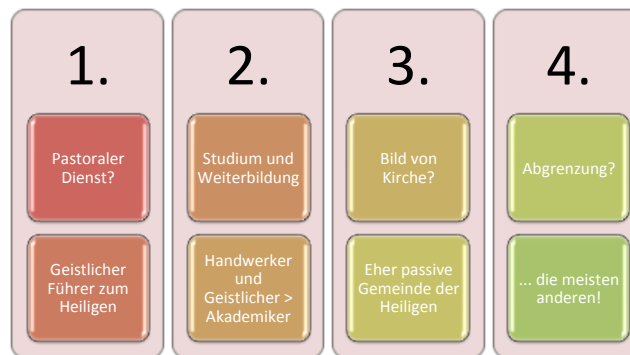 1.
Pastoraler
Dienst?
Geistlicher
Führer zum
Heiligen
2.
Studium und
Weiterbildung
Handwerker
und
Geistlicher >
Akademiker
3.
Bild von
Kirche?
Eher passive
Gemeinde der
Heiligen
4.
Abgrenzung?
... die meisten
anderen!